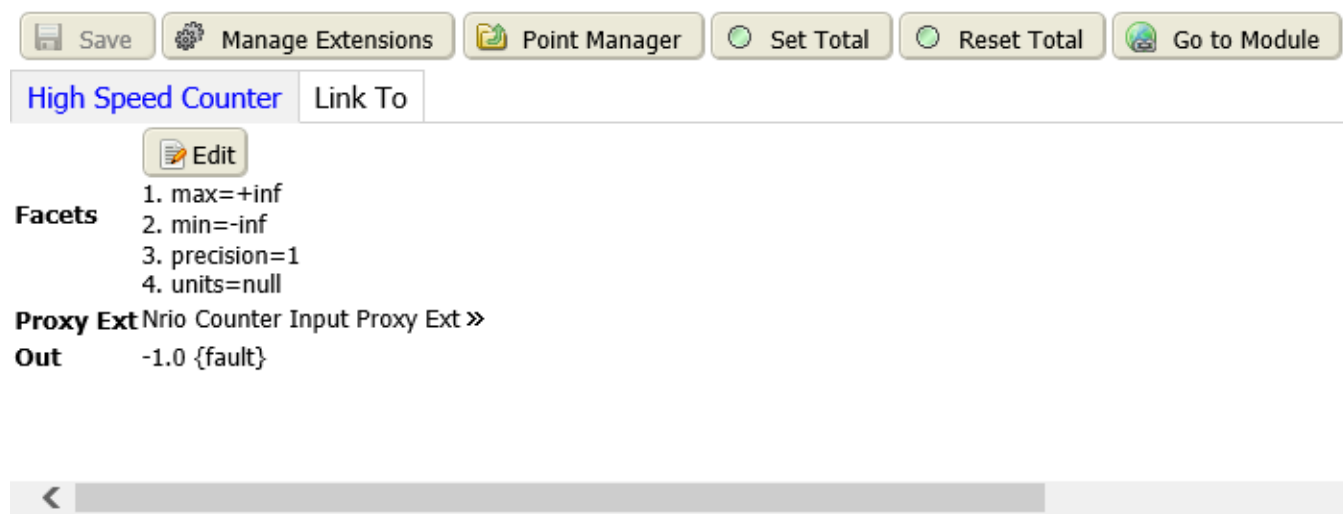 Save Manage Extensions Point Manager Set Total Reset Total Go to Module
High Speed Counter Link To
Edit
Facets
1. max=+inf
2. min=-inf
3. precision=1
4. units=null
Proxy Ext Nrio Counter Input Proxy Ext »
Out -1.0 {fault}